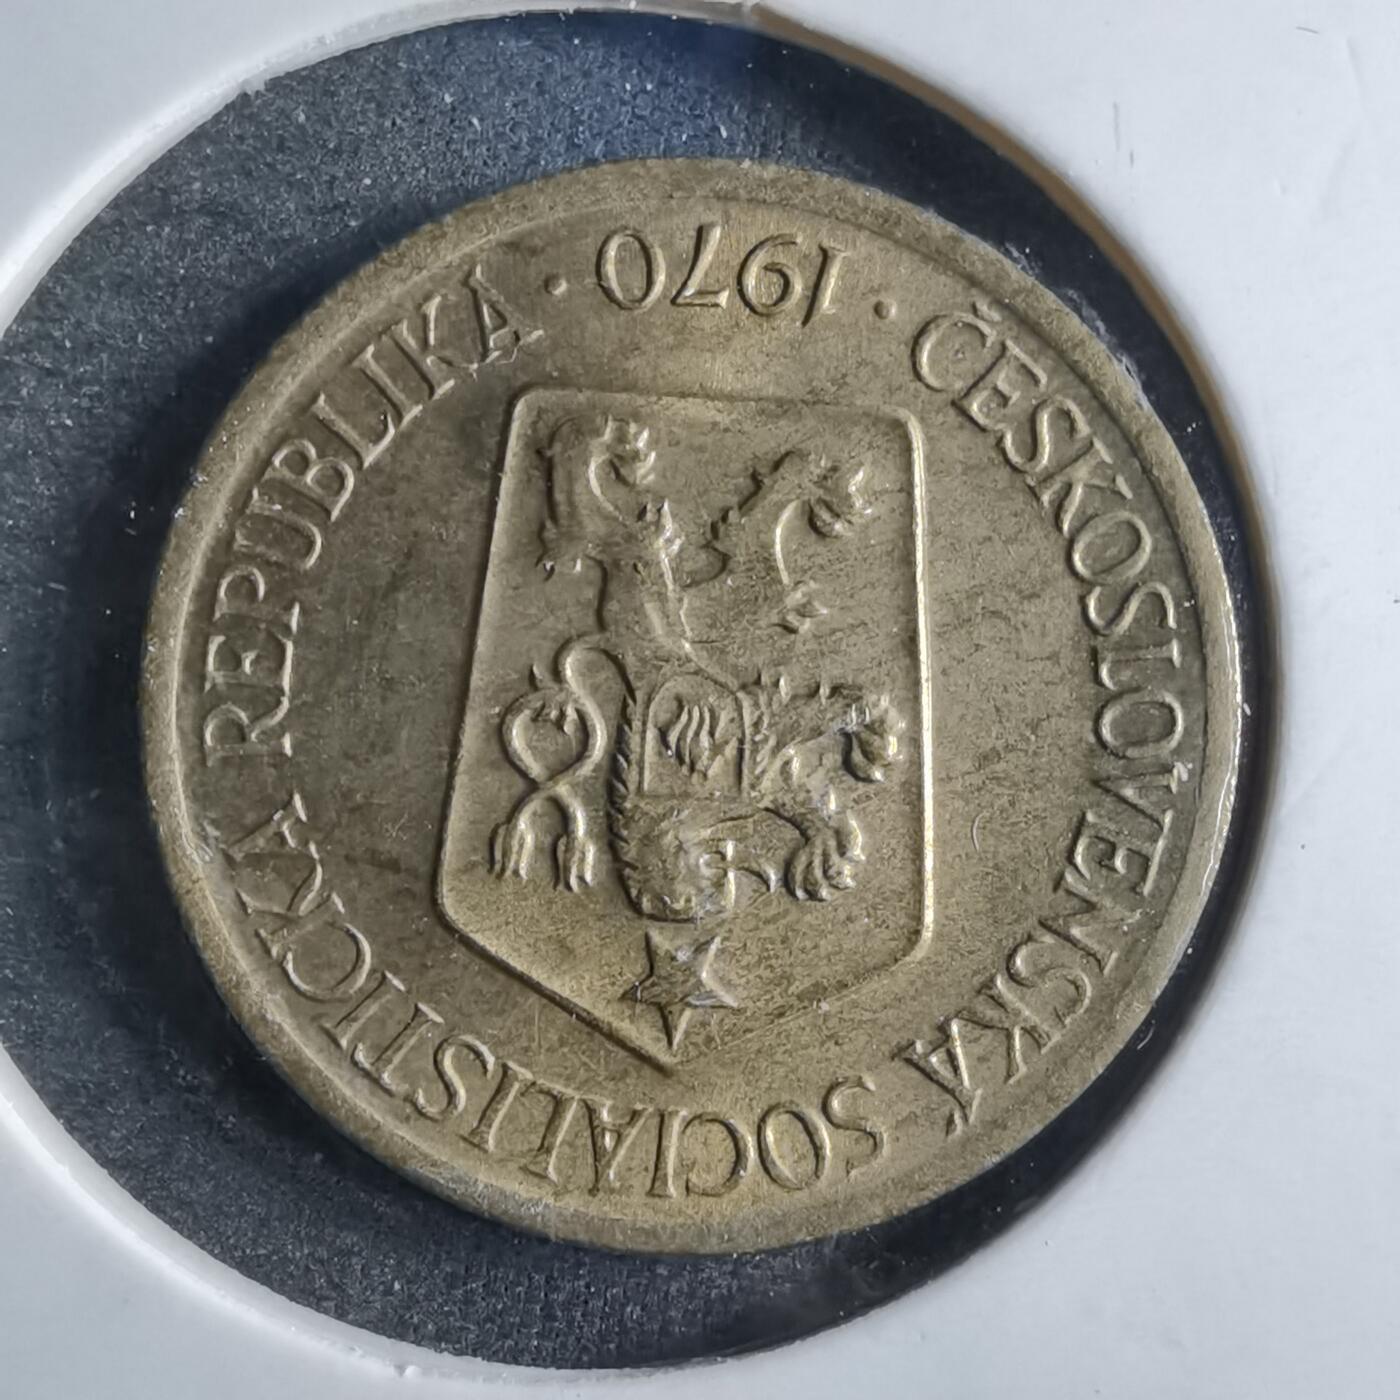 ČESKOSLOVENSKÁ SOCIALISTICKÁ REPUBLIKA
· 1970 ·